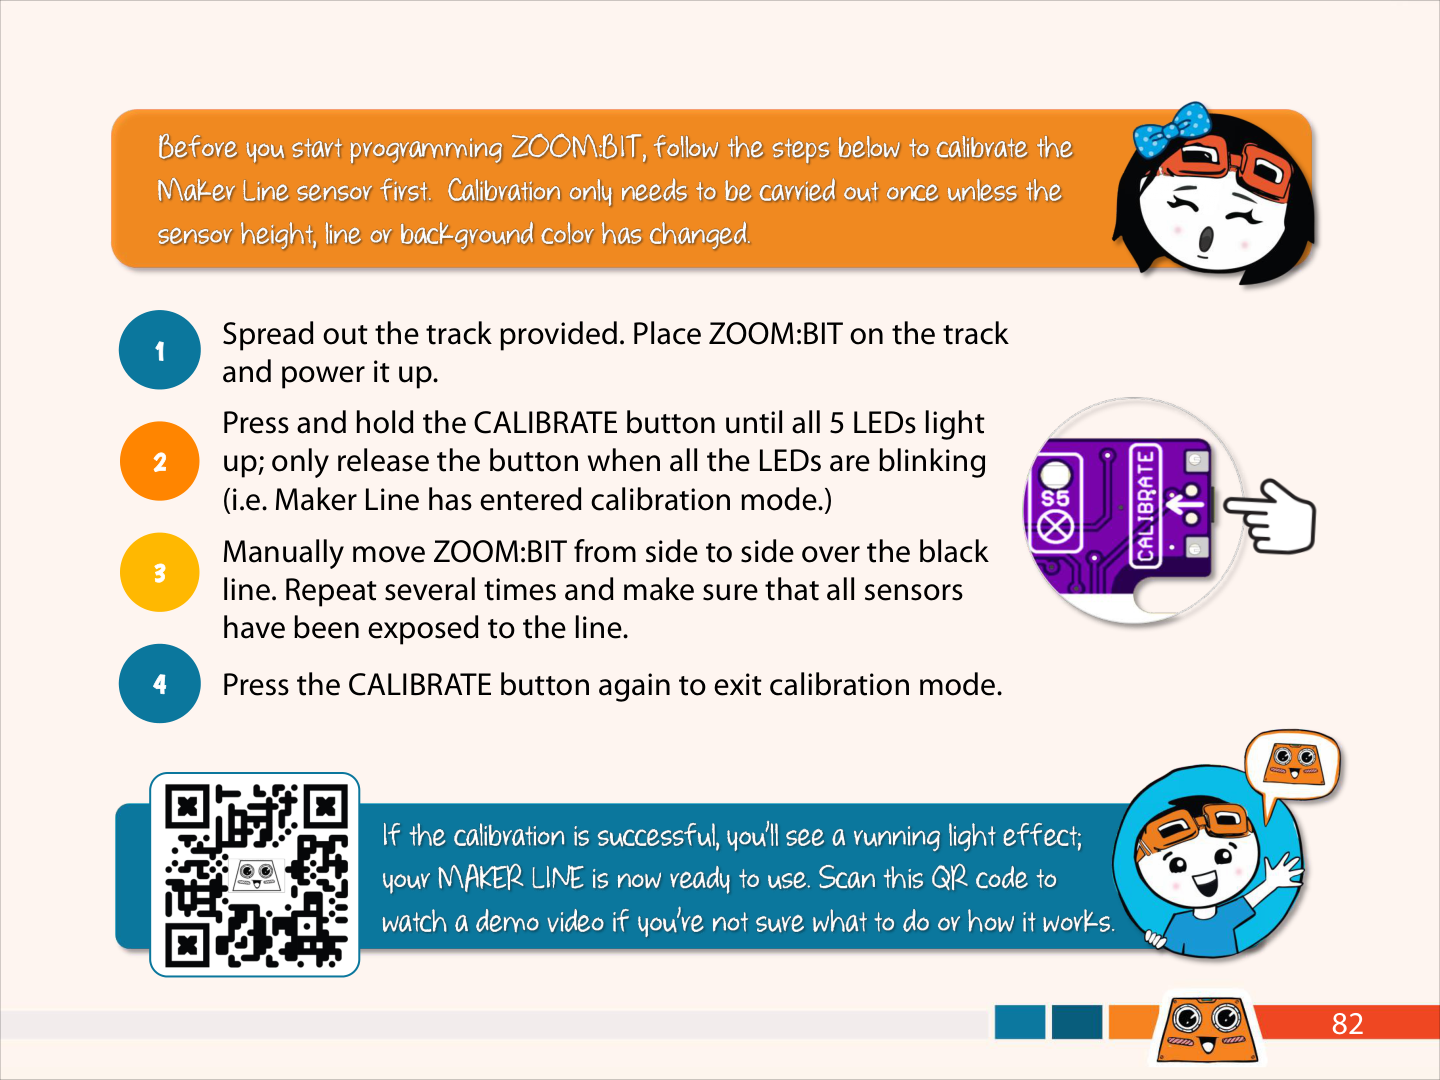 Before you start programming ZOOM:BIT, follow the steps below to calibrate the
Maker Line sensor first.  Calibration only needs to be carried out once unless the
sensor height, line or background color has changed.
1
Spread out the track provided. Place ZOOM:BIT on the track
and power it up.
2
Press and hold the CALIBRATE button until all 5 LEDs light
up; only release the button when all the LEDs are blinking
(i.e. Maker Line has entered calibration mode.)
S5
CALIBRATE
3
Manually move ZOOM:BIT from side to side over the black
line. Repeat several times and make sure that all sensors
have been exposed to the line.
4
Press the CALIBRATE button again to exit calibration mode.
If the calibration is successful, you'll see a running light effect;
your MAKER LINE is now ready to use. Scan this QR code to
watch a demo video if you're not sure what to do or how it works.
82